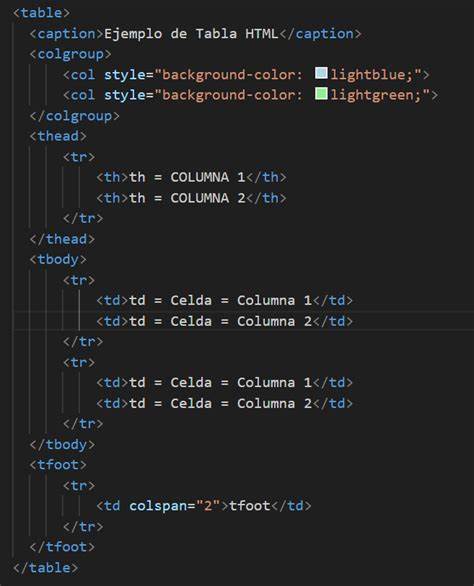 <table>
<caption>Ejemplo de Tabla HTML</caption>
<colgroup>
<col style="background-color: lightblue;">
<col style="background-color: lightgreen;">
</colgroup>
<thead>
<tr>
<th>th = COLUMNA 1</th>
<th>th = COLUMNA 2</th>
</tr>
</thead>
<tbody>
<tr>
<td>td = Celda = Columna 1</td>
<td>td = Celda = Columna 2</td>
</tr>
<tr>
<td>td = Celda = Columna 1</td>
<td>td = Celda = Columna 2</td>
</tr>
</tbody>
<tfoot>
<tr>
<td colspan="2">tfoot</td>
</tr>
</tfoot>
</table>